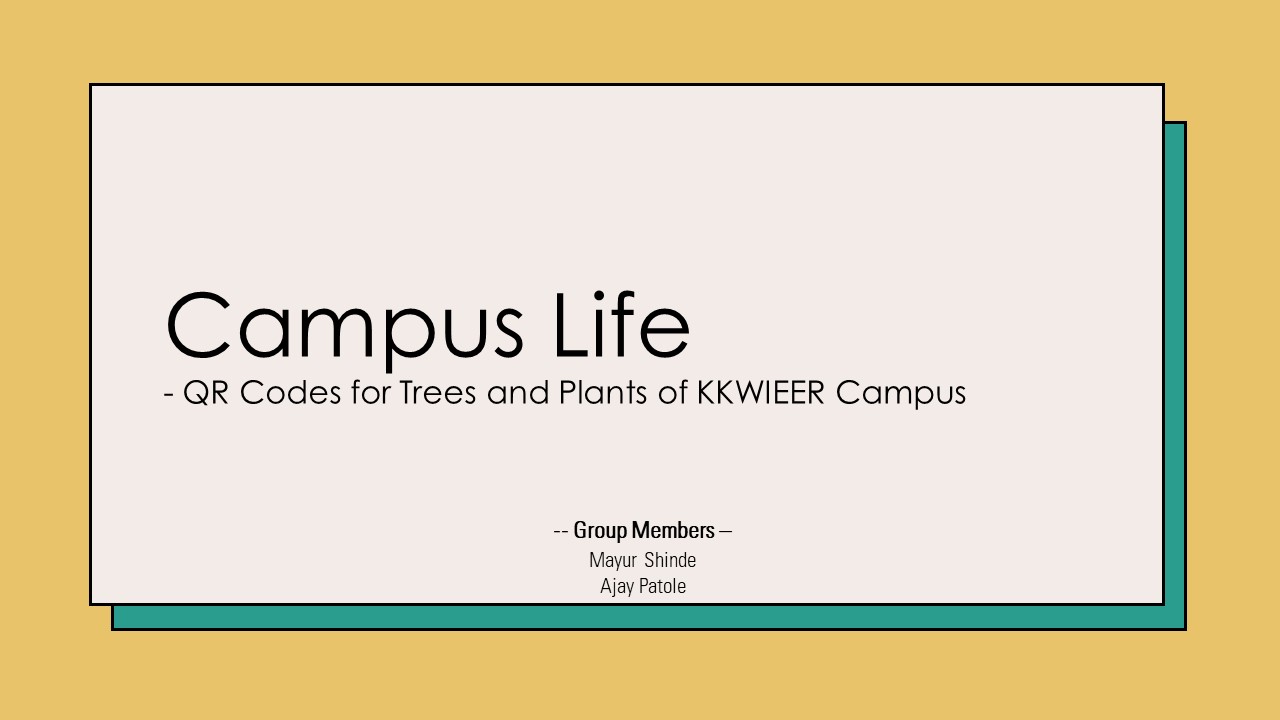 Campus Life
- QR Codes for Trees and Plants of KKWIEER Campus
-- Group Members –
Mayur Shinde
Ajay Patole